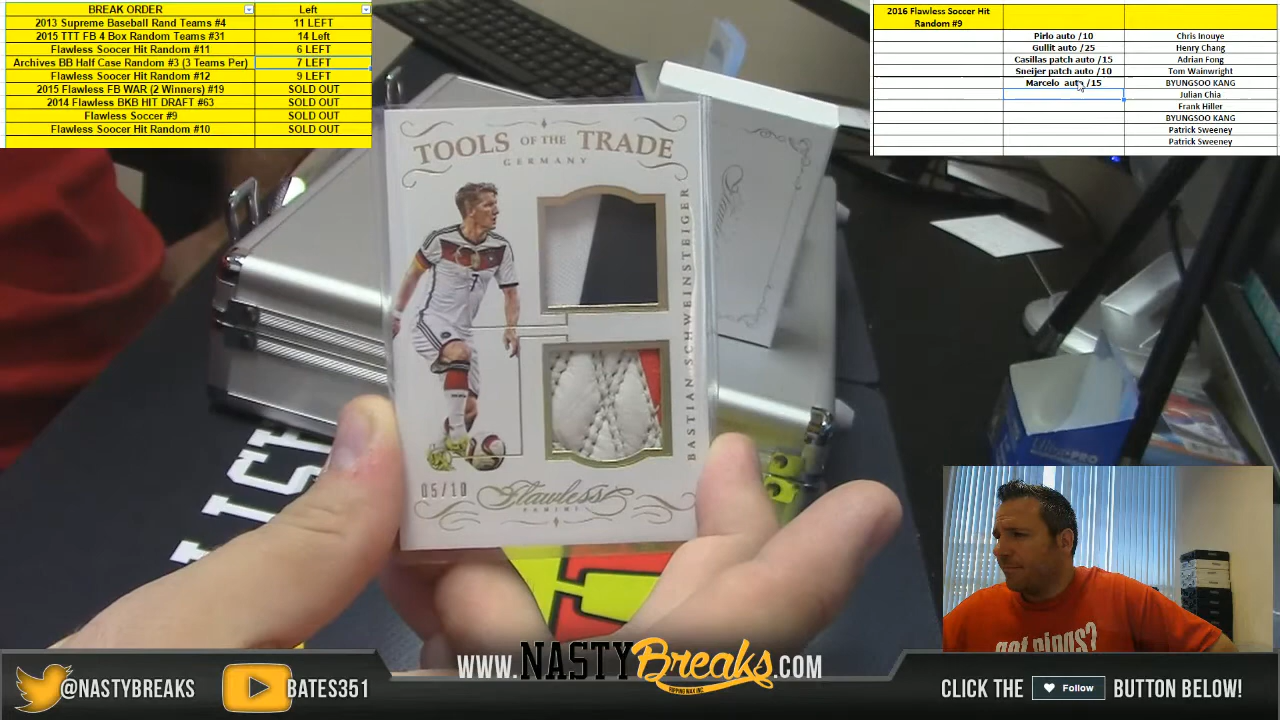 BREAK ORDER Left
2013 Supreme Baseball Rand Teams #4 11 LEFT
2015 TTT FB 4 Box Random Teams #31 14 Left
Flawless Soccer Hit Random #11 6 LEFT
Archives BB Half Case Random #3 (3 Teams Per) 7 LEFT
Flawless Soccer Hit Random #12 9 LEFT
2015 Flawless FB WAR (2 Winners) #19 SOLD OUT
2014 Flawless BKB HIT DRAFT #63 SOLD OUT
Flawless Soccer #9 SOLD OUT
Flawless Soccer Hit Random #10 SOLD OUT
2016 Flawless Soccer Hit
Random #9
Pirlo auto /10 Chris Inouye
Gullit auto /25 Henry Chang
Casillas patch auto /15 Adrian Fong
Sneijer patch auto /10 Tom Wainwright
Marcelo auto /15 BYUNGSOO KANG
Julian Chia
Frank Hiller
BYUNGSOO KANG
Patrick Sweeney
Patrick Sweeney
TOOLS OF THE TRADE
GERMANY
BASTIAN SCHWEINSTEIGER
7
05/10
Flawless
PANINI
got rings?
@NASTYBREAKS
BATES351
WWW.NASTYBreaks.COM
RIPPING WAX INC
CLICK THE Follow BUTTON BELOW!